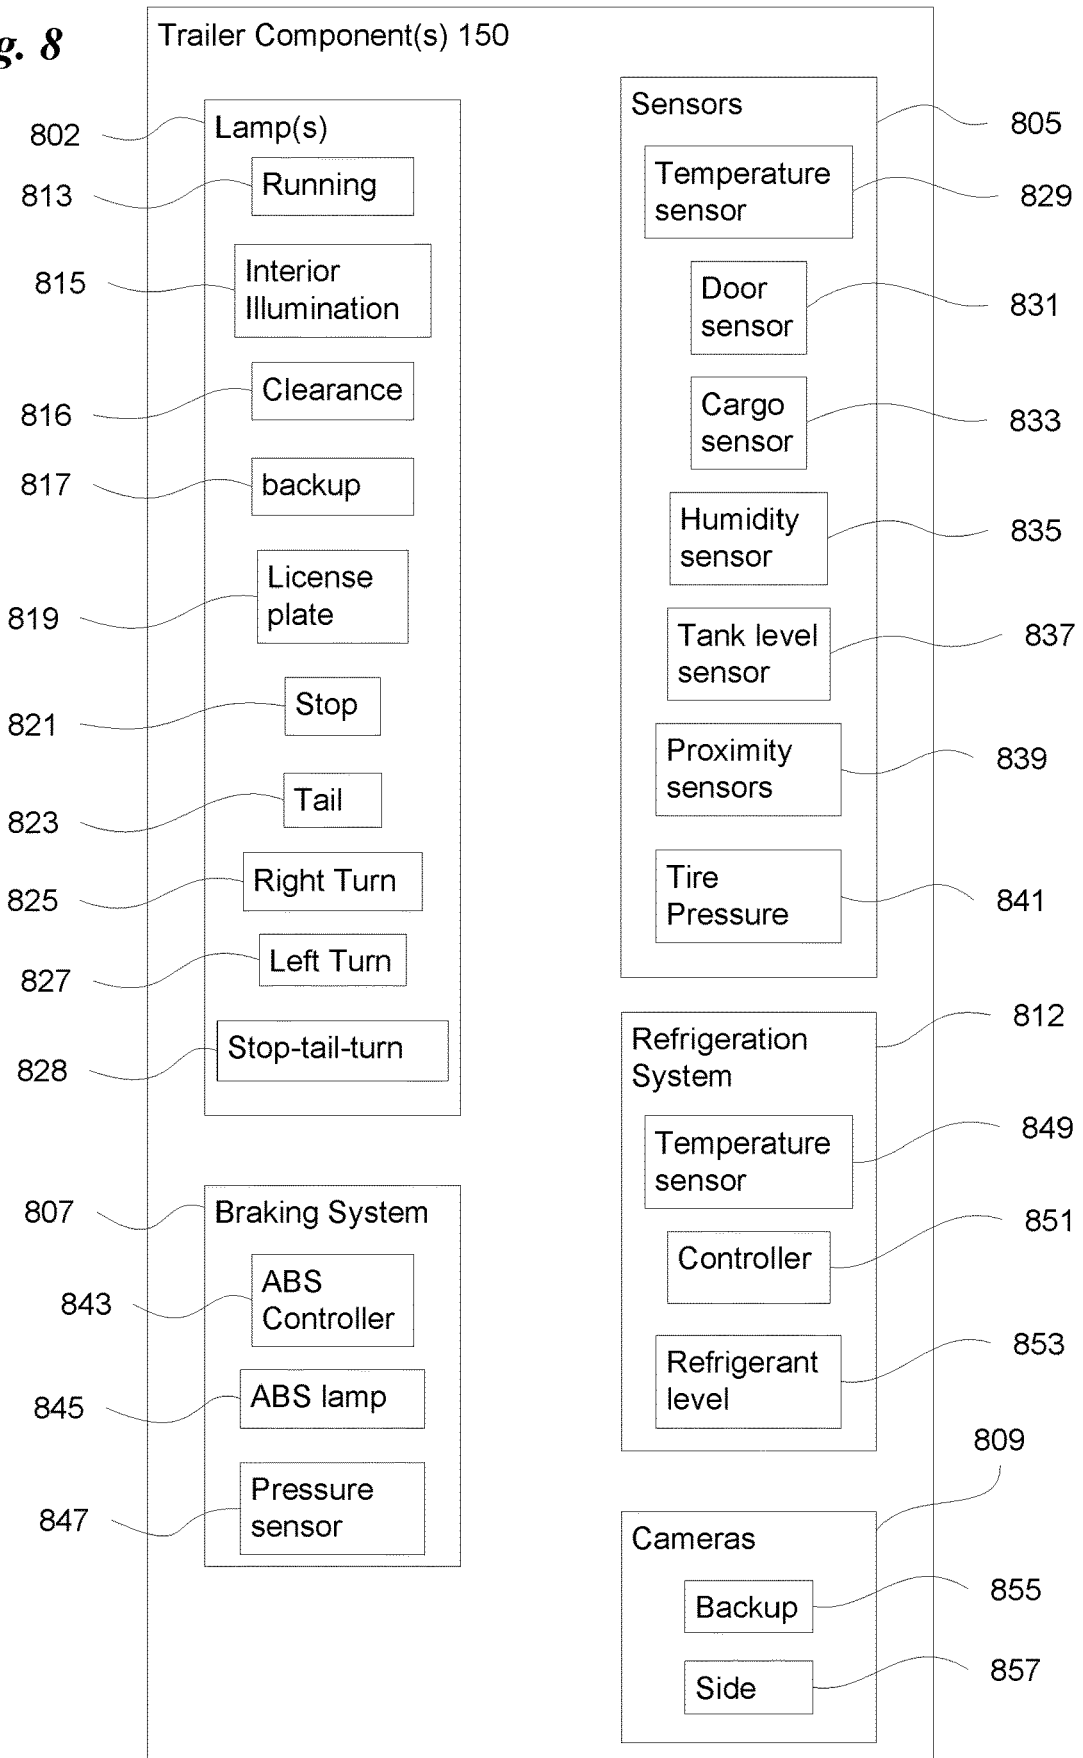 g. 8
Trailer Component(s) 150
802
Lamp(s)
813
Running
815
Interior
Illumination
816
Clearance
817
backup
819
License
plate
821
Stop
823
Tail
825
Right Turn
827
Left Turn
828
Stop-tail-turn
807
Braking System
843
ABS
Controller
845
ABS lamp
847
Pressure
sensor
Sensors
805
Temperature
sensor
829
Door
sensor
831
Cargo
sensor
833
Humidity
sensor
835
Tank level
sensor
837
Proximity
sensors
839
Tire
Pressure
841
Refrigeration
System
812
Temperature
sensor
849
Controller
851
Refrigerant
level
853
Cameras
809
Backup
855
Side
857